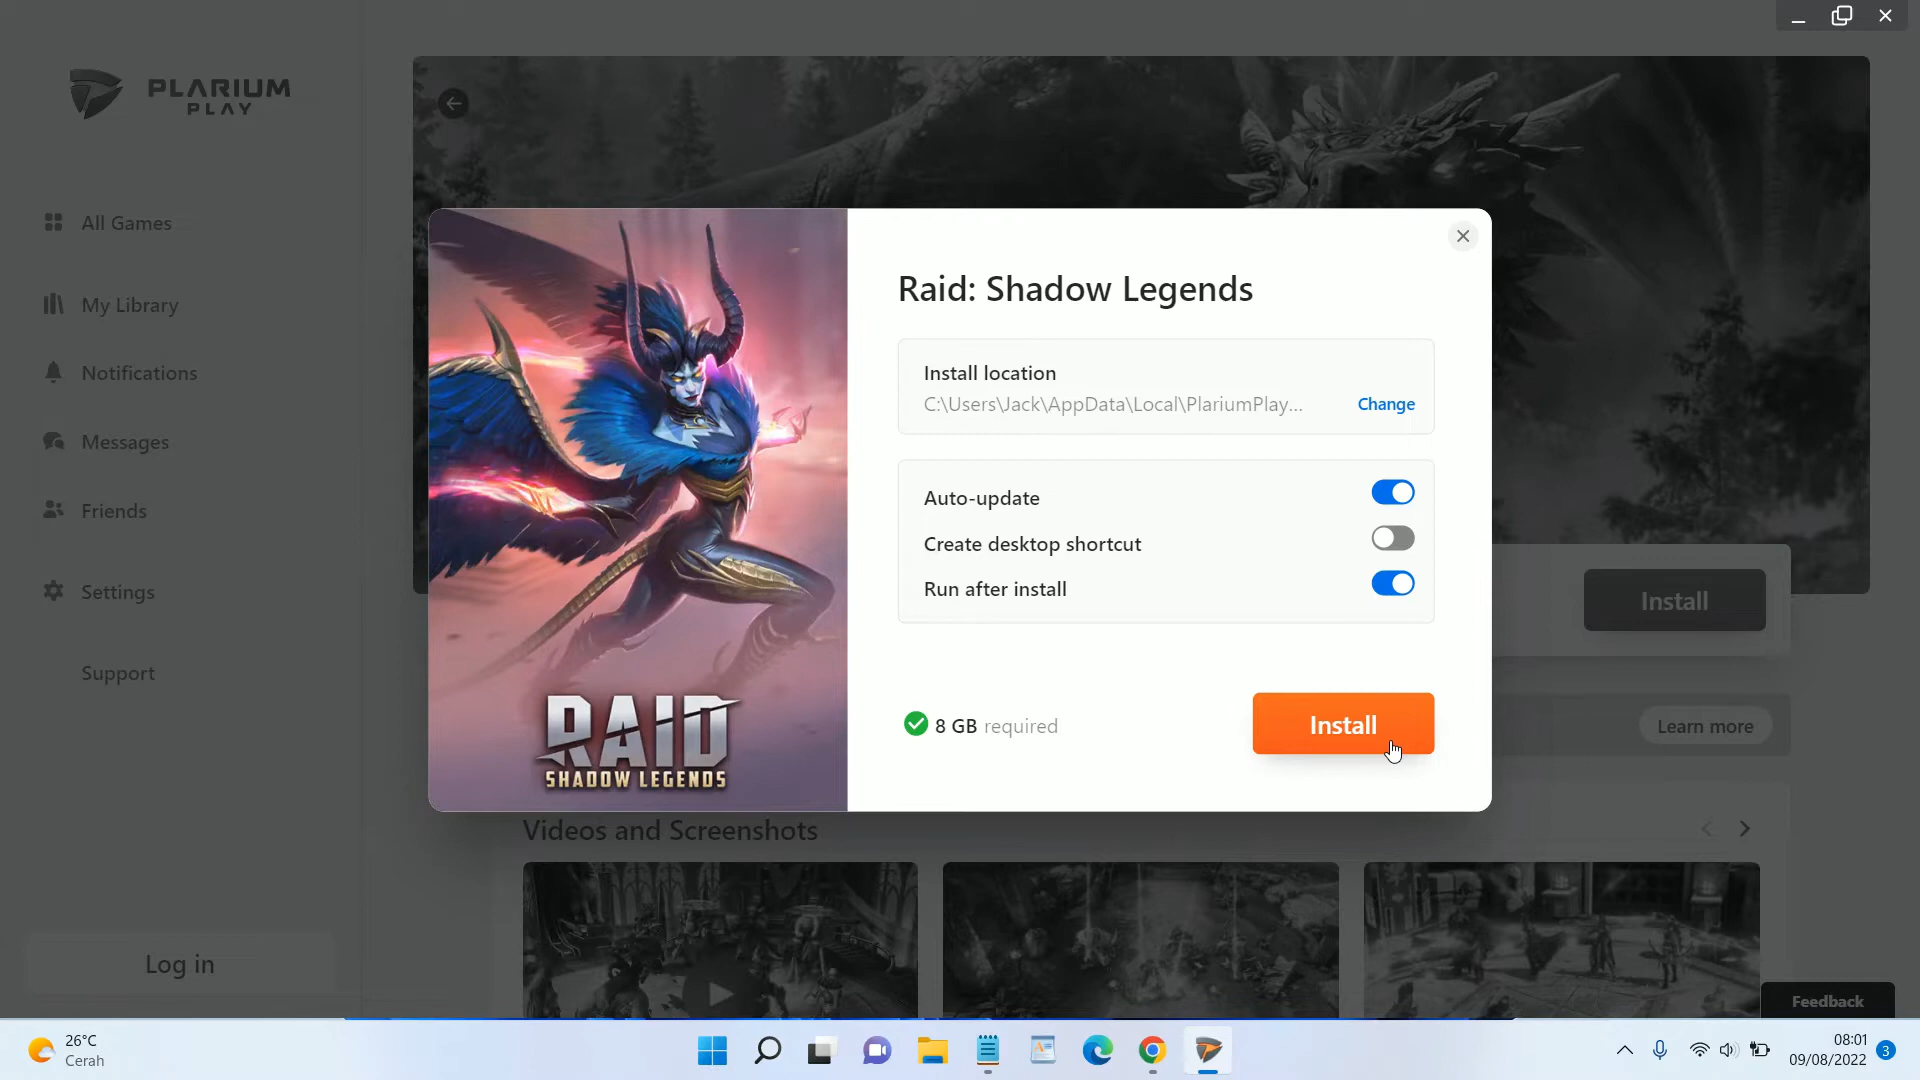 PLARIUM
PLAY
All Games
My Library
Notifications
Messages
Friends
Settings
Support
Log in
Raid: Shadow Legends
Install location
C:\Users\Jack\AppData\Local\PlariumPlay...
Change
Auto-update
Create desktop shortcut
Run after install
8 GB required
Install
RAID
SHADOW LEGENDS
Install
Learn more
Videos and Screenshots
Feedback
26°C
Cerah
08:01
09/08/2022
3